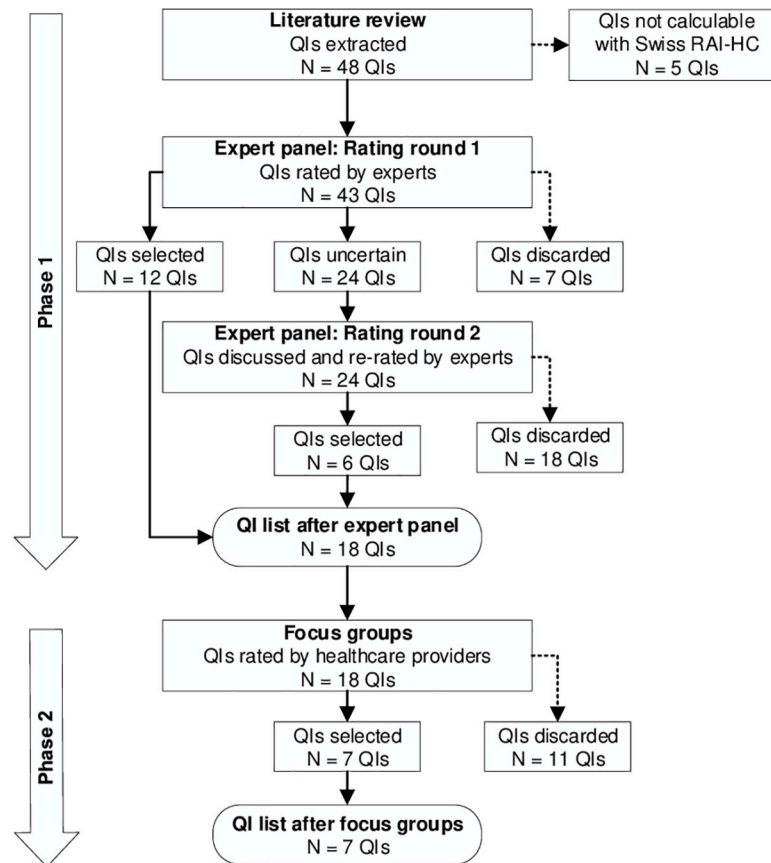 Literature review
QIs extracted
N = 48 QIs
QIs not calculable
with Swiss RAI-HC
N = 5 QIs
Expert panel: Rating round 1
QIs rated by experts
N = 43 QIs
QIs selected
N = 12 QIs
QIs uncertain
N = 24 QIs
QIs discarded
N = 7 QIs
Phase 1
Expert panel: Rating round 2
QIs discussed and re-rated by experts
N = 24 QIs
QIs selected
N = 6 QIs
QIs discarded
N = 18 QIs
QI list after expert panel
N = 18 QIs
Focus groups
QIs rated by healthcare providers
N = 18 QIs
Phase 2
QIs selected
N = 7 QIs
QIs discarded
N = 11 QIs
QI list after focus groups
N = 7 QIs